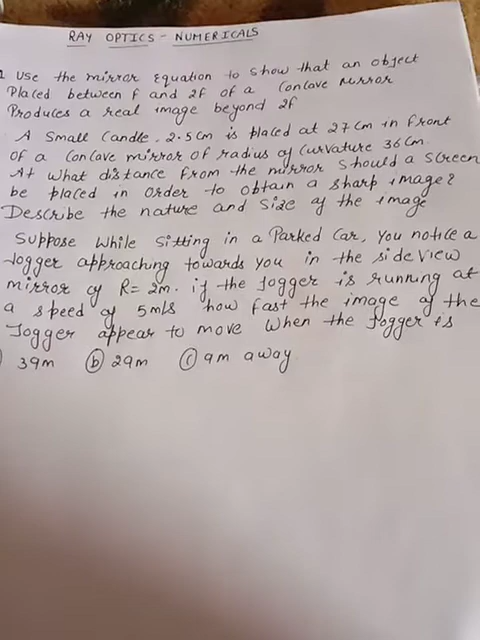 RAY OPTICS - NUMERICALS
1 Use the mirror Equation to show that an object
Placed between f and 2f of a Concave Mirror
Produces a real image beyond 2f
A Small Candle, 2.5 cm is placed at 27 cm in front
of a Concave mirror of radius of curvature 36 cm
At what distance from the mirror should a screen
be placed in order to obtain a sharp image?
Describe the nature and size of the image
Suppose while sitting in a Parked Car, you notice a
Jogger approaching towards you in the side view
mirror of R = 2m. if the Jogger is running at
a speed of 5m/s how fast the image of the
Jogger appear to move when the Jogger is
) 39m (b) 29m (c) 9m away